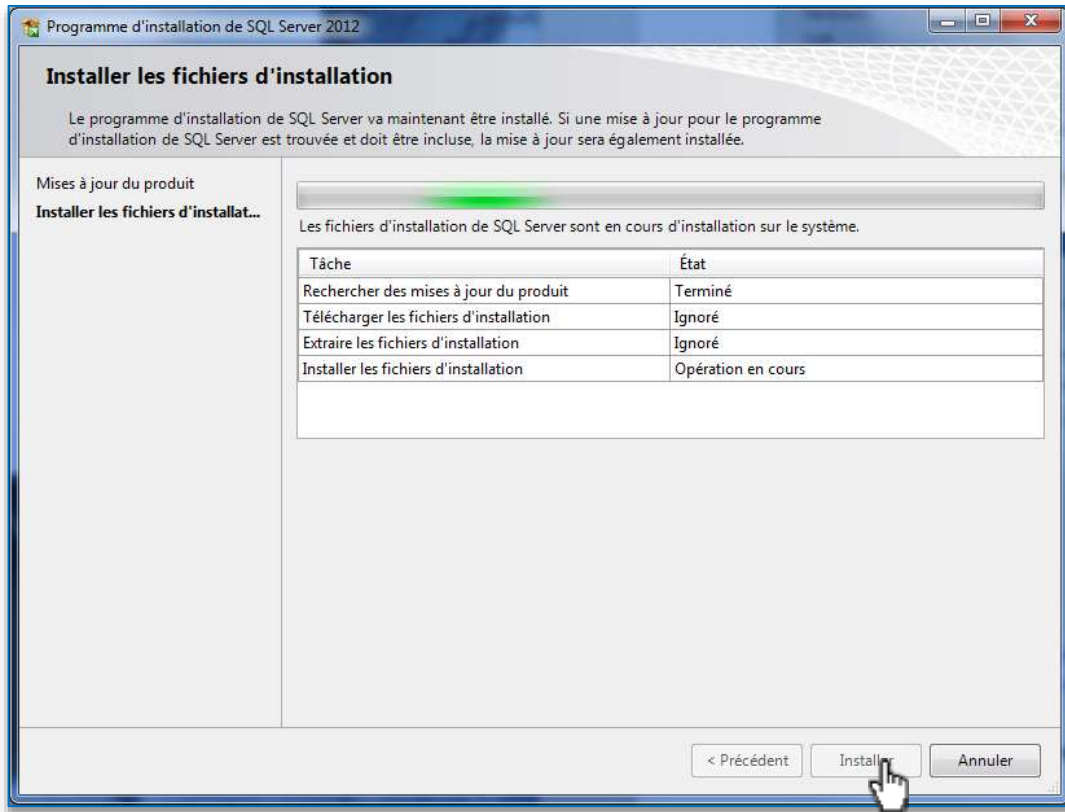 Programme d'installation de SQL Server 2012
Installer les fichiers d'installation
Le programme d'installation de SQL Server va maintenant être installé. Si une mise à jour pour le programme
d'installation de SQL Server est trouvée et doit être incluse, la mise à jour sera également installée.
Mises à jour du produit
Installer les fichiers d'installat...
Les fichiers d'installation de SQL Server sont en cours d'installation sur le système.
Tâche État
Rechercher des mises à jour du produit Terminé
Télécharger les fichiers d'installation Ignoré
Extraire les fichiers d'installation Ignoré
Installer les fichiers d'installation Opération en cours
< Précédent Installer Annuler